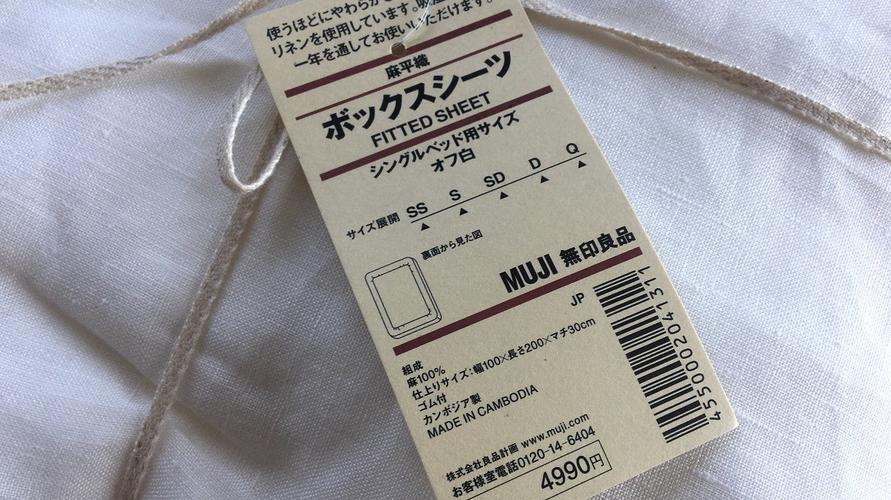 使うほどにやわらか
リネンを使用しています。吸
一年を通してお使いいただけます。
麻平織
ボックスシーツ
FITTED SHEET
シングルベッド用サイズ
オフ白
サイズ展開 SS S SD D Q
裏面から見た図
MUJI 無印良品
JP
組成
麻100%
仕上りサイズ:幅100×長さ200×マチ30cm
ゴム付
カンボジア製
MADE IN CAMBODIA
株式会社良品計画 www.muji.com
お客様室電話0120-14-6404
4990円
4550002041311